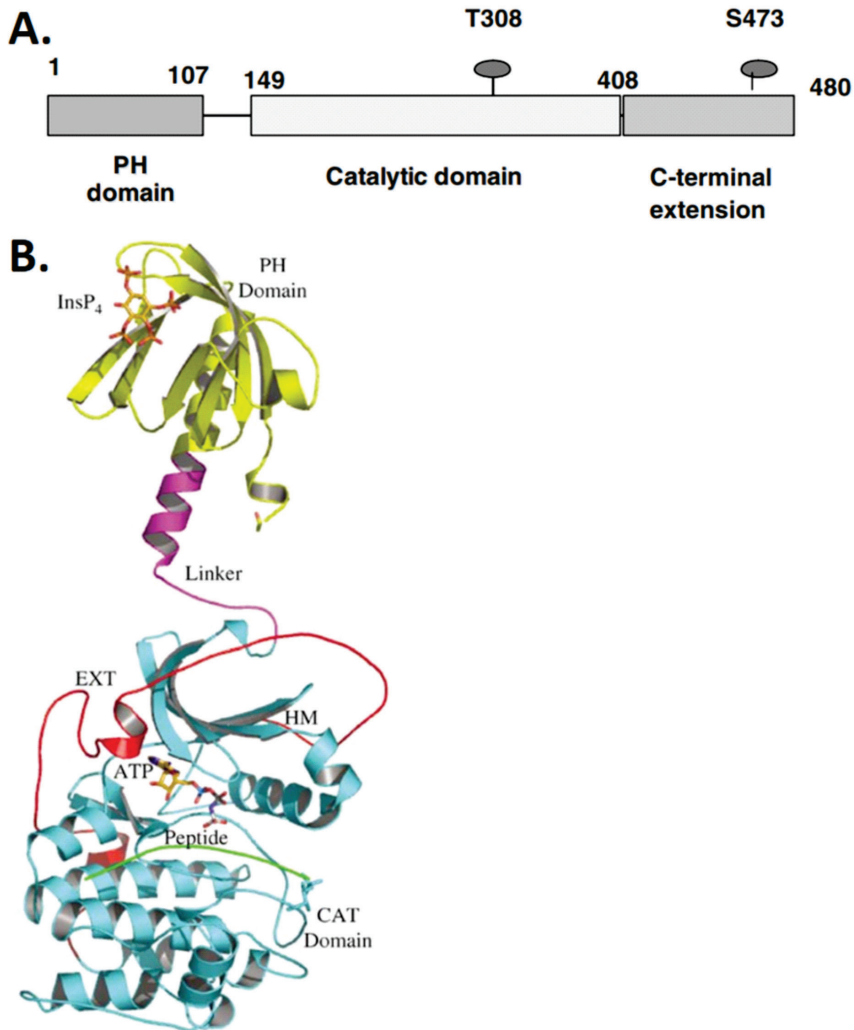 A.
T308
S473
1
107
149
408
480
PH
domain
Catalytic domain
C-terminal
extension
B.
PH
Domain
InsP4
Linker
EXT
HM
ATP
Peptide
CAT
Domain